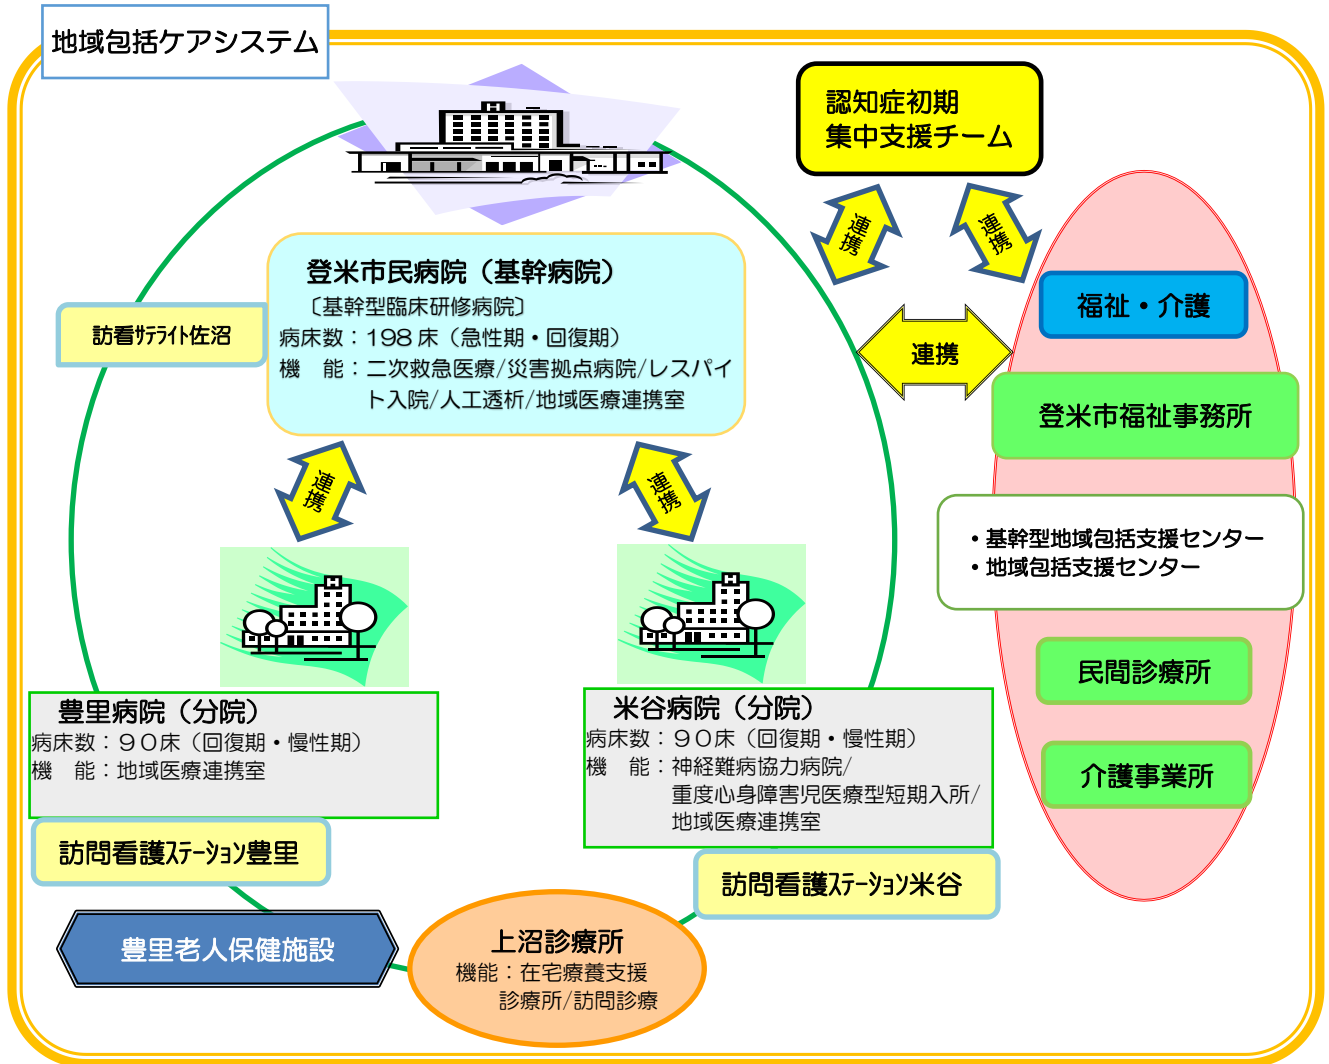 地域包括ケアシステム
認知症初期
集中支援チーム
連携
連携
登米市民病院（基幹病院）
〔基幹型臨床研修病院〕
病床数：198 床（急性期・回復期）
機　能：二次救急医療/災害拠点病院/レスパイ
ト入院/人工透析/地域医療連携室
訪看ｻﾃﾗｲﾄ佐沼
連携
福祉・介護
登米市福祉事務所
・基幹型地域包括支援センター
・地域包括支援センター
民間診療所
介護事業所
連携
連携
豊里病院（分院）
病床数：９０床（回復期・慢性期）
機　能：地域医療連携室
米谷病院（分院）
病床数：９０床（回復期・慢性期）
機　能：神経難病協力病院/
重度心身障害児医療型短期入所/
地域医療連携室
訪問看護ｽﾃｰｼｮﾝ豊里
訪問看護ｽﾃｰｼｮﾝ米谷
豊里老人保健施設
上沼診療所
機能：在宅療養支援
診療所/訪問診療